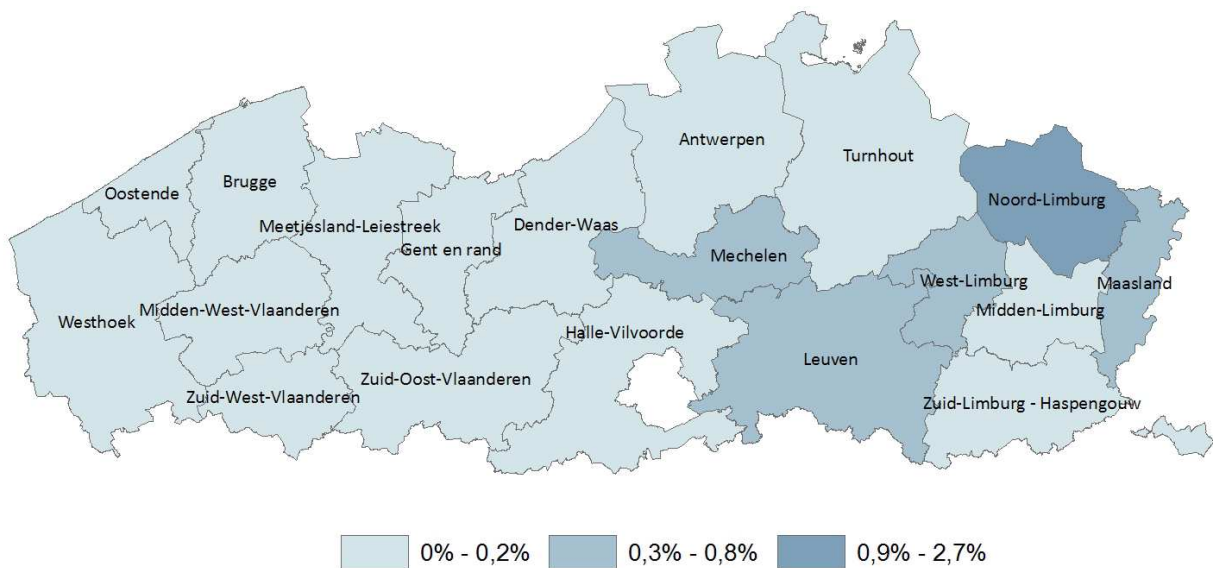 Antwerpen
Turnhout
Brugge
Oostende
Noord-Limburg
Meetjesland-Leiestreek
Dender-Waas
Gent en rand
Mechelen
West-Limburg
Maasland
Midden-West-Vlaanderen
Midden-Limburg
Westhoek
Halle-Vilvoorde
Leuven
Zuid-Oost-Vlaanderen
Zuid-West-Vlaanderen
Zuid-Limburg - Haspengouw
0% - 0,2%
0,3% - 0,8%
0,9% - 2,7%